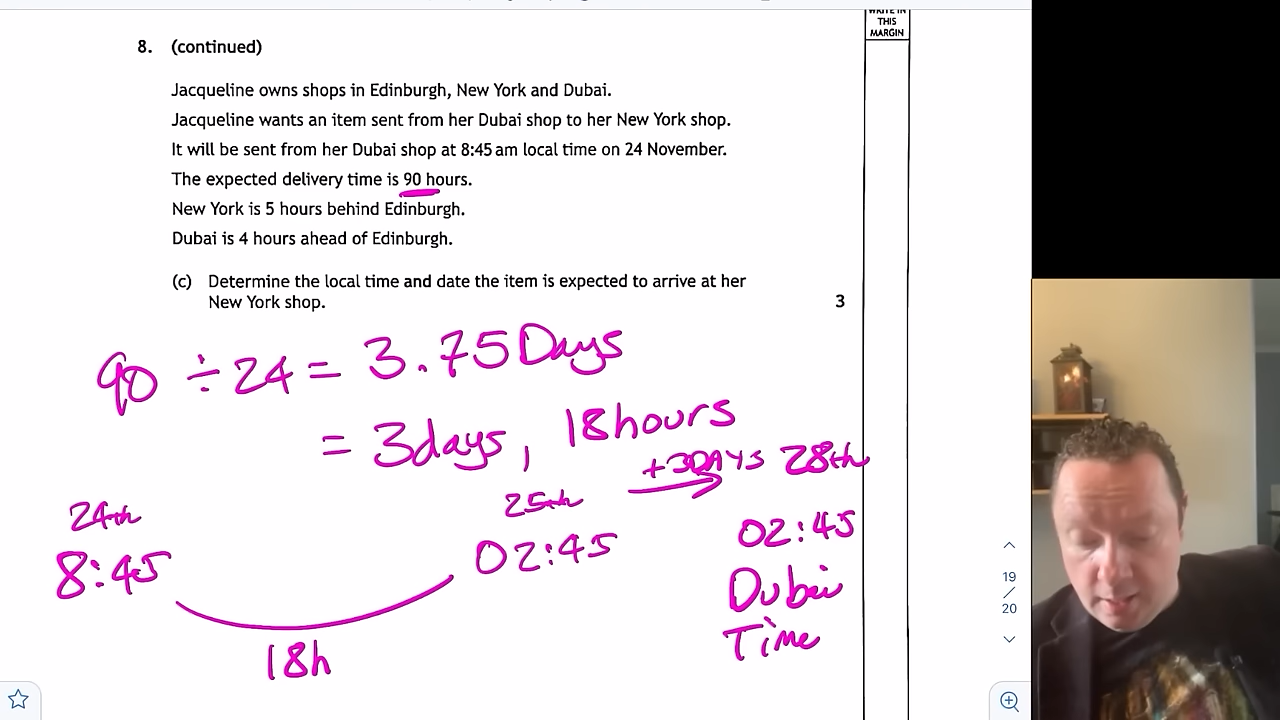 WRITE IN
THIS
MARGIN
8. (continued)
Jacqueline owns shops in Edinburgh, New York and Dubai.
Jacqueline wants an item sent from her Dubai shop to her New York shop.
It will be sent from her Dubai shop at 8:45 am local time on 24 November.
The expected delivery time is 90 hours.
New York is 5 hours behind Edinburgh.
Dubai is 4 hours ahead of Edinburgh.
(c) Determine the local time and date the item is expected to arrive at her
New York shop.
3
90 ÷ 24 = 3.75 Days
= 3days, 18hours
+3DAYS 28th
24th
25th
8:45
02:45
02:45
Dubai
Time
18h
19
/
20